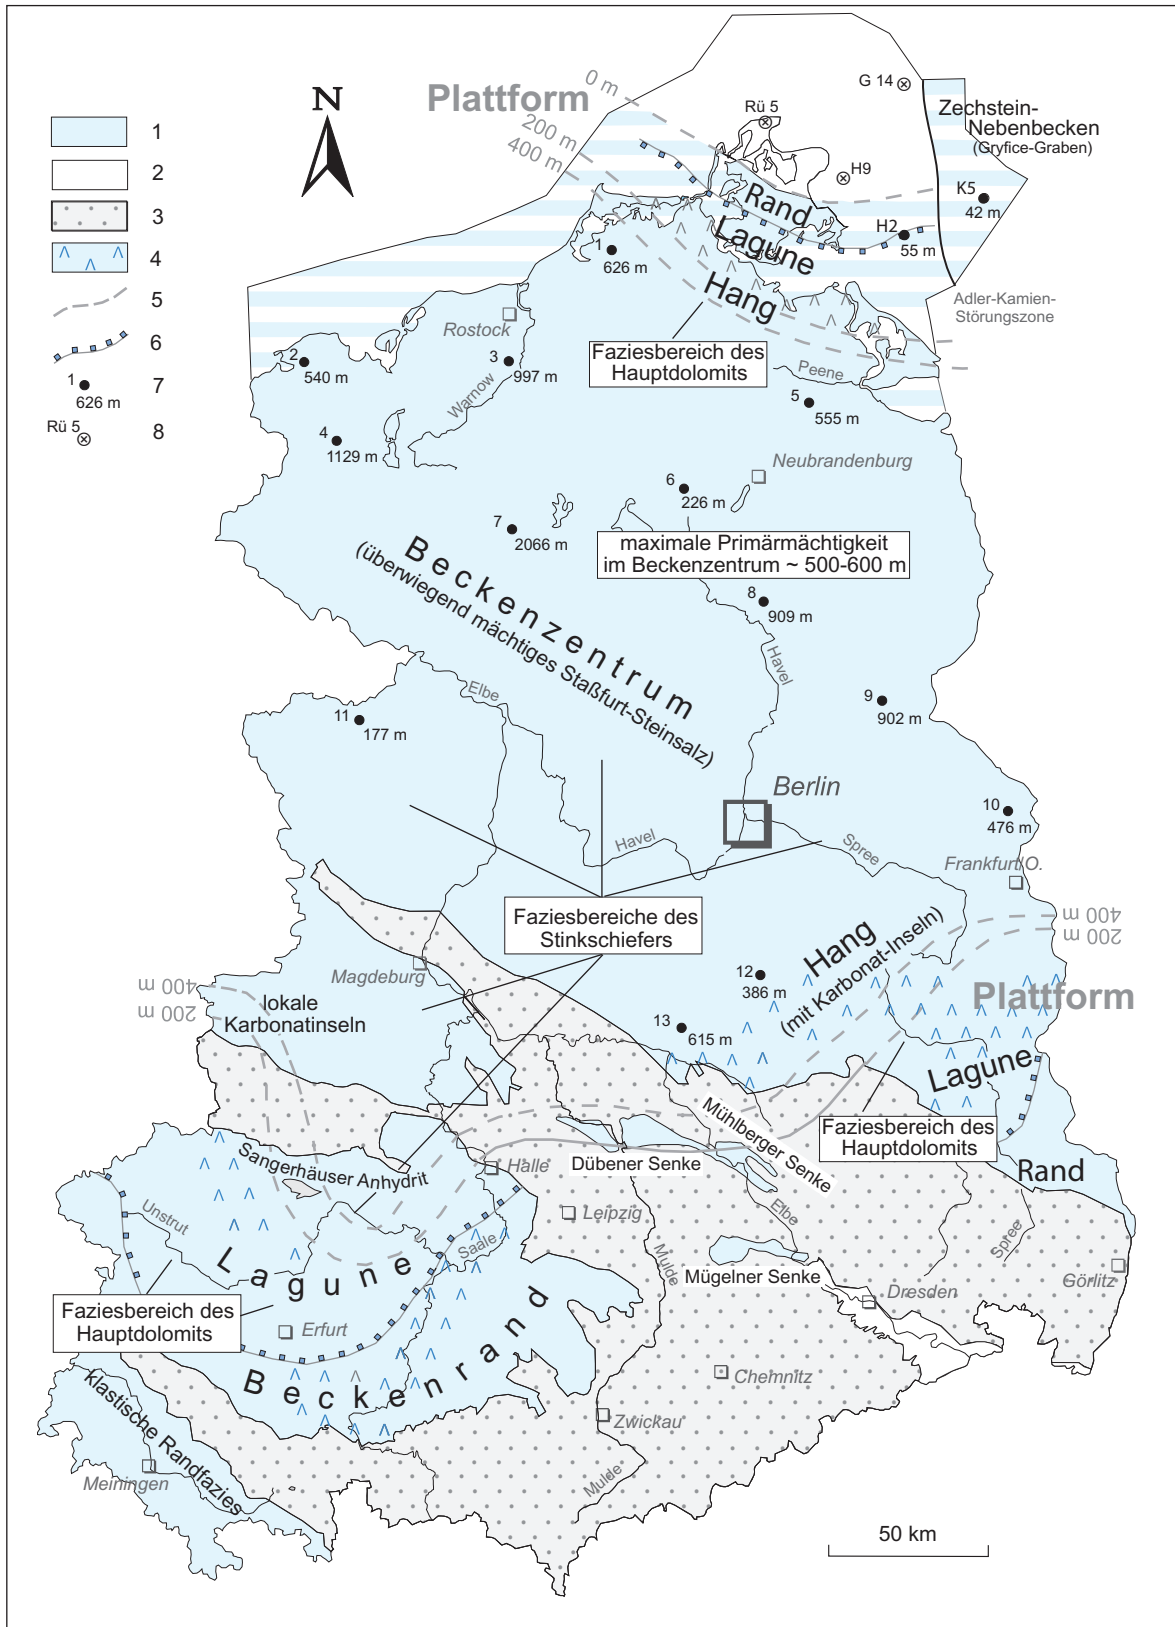 N
1
2
3
4
5
6
1
626 m
7
Rü 5
8
Plattform
0 m
200 m
400 m
G 14
Rü 5
H9
Zechstein-
Nebenbecken
(Gryfice-Graben)
K5
42 m
H2
55 m
Rand
Lagune
Hang
1
626 m
Adler-Kamien-
Störungszone
Rostock
Faziesbereich des
Hauptdolomits
2
540 m
3
997 m
Warnow
Peene
5
555 m
4
1129 m
Neubrandenburg
6
226 m
7
2066 m
maximale Primärmächtigkeit
im Beckenzentrum ~ 500-600 m
Beckenzentrum
(überwiegend mächtiges Staßfurt-Steinsalz)
8
909 m
Havel
Elbe
9
902 m
11
177 m
Berlin
10
476 m
Havel
Spree
Frankfurt/O.
Faziesbereiche des
Stinkschiefers
400 m
200 m
Hang
(mit Karbonat-Inseln)
Magdeburg
12
386 m
Plattform
400 m
200 m
lokale
Karbonatinseln
13
615 m
Lagune
Mühlberger Senke
Faziesbereich des
Hauptdolomits
Sangerhäuser Anhydrit
Halle
Dübener Senke
Rand
Unstrut
Leipzig
Elbe
Spree
Saale
Lagune
Mulde
Mügelner Senke
Görlitz
Dresden
Faziesbereich des
Hauptdolomits
Erfurt
Beckenrand
Chemnitz
Klastische Randfazies
Zwickau
Meiningen
Mulde
50 km